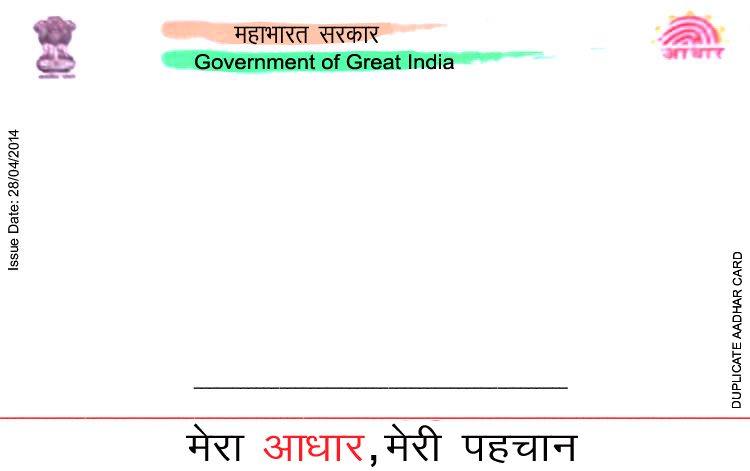 महाभारत सरकार
Government of Great India
आधार
Issue Date: 28/04/2014
DUPLICATE AADHAR CARD
मेरा आधार,मेरी पहचान